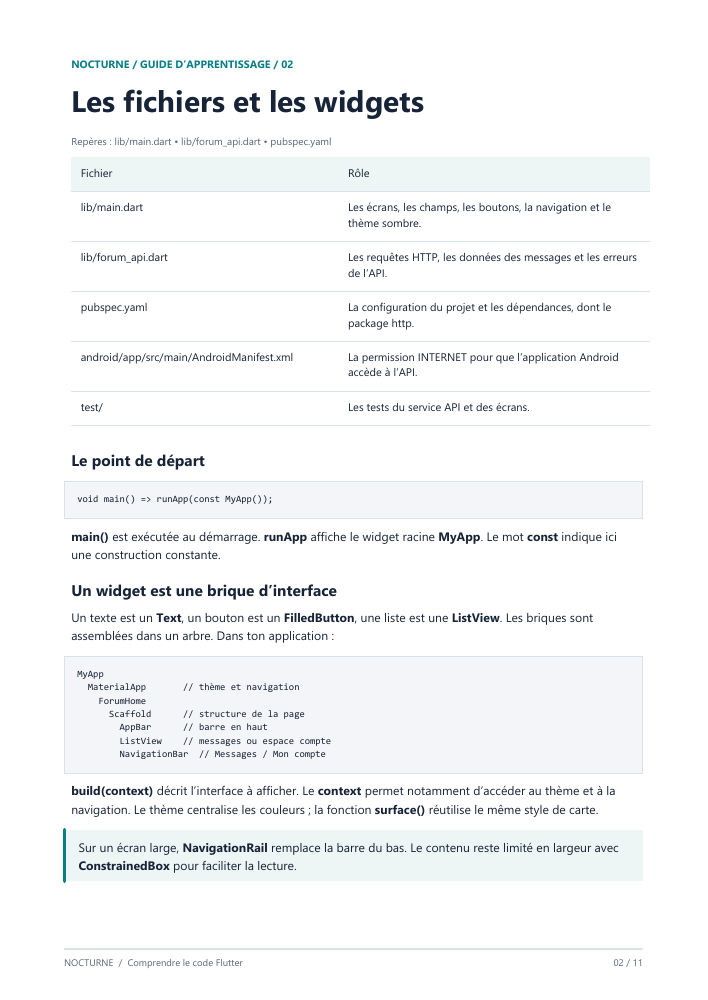 NOCTURNE / GUIDE D’APPRENTISSAGE / 02
Les fichiers et les widgets
Repères : lib/main.dart • lib/forum_api.dart • pubspec.yaml
Fichier Rôle
lib/main.dart Les écrans, les champs, les boutons, la navigation et le
thème sombre.
lib/forum_api.dart Les requêtes HTTP, les données des messages et les erreurs
de l’API.
pubspec.yaml La configuration du projet et les dépendances, dont le
package http.
android/app/src/main/AndroidManifest.xml La permission INTERNET pour que l’application Android
accède à l’API.
test/ Les tests du service API et des écrans.
Le point de départ
void main() => runApp(const MyApp());
main() est exécutée au démarrage. runApp affiche le widget racine MyApp. Le mot const indique ici
une construction constante.
Un widget est une brique d’interface
Un texte est un Text, un bouton est un FilledButton, une liste est une ListView. Les briques sont
assemblées dans un arbre. Dans ton application :
MyApp
MaterialApp // thème et navigation
ForumHome
Scaffold // structure de la page
AppBar // barre en haut
ListView // messages ou espace compte
NavigationBar // Messages / Mon compte
build(context) décrit l’interface à afficher. Le context permet notamment d’accéder au thème et à la
navigation. Le thème centralise les couleurs ; la fonction surface() réutilise le même style de carte.
Sur un écran large, NavigationRail remplace la barre du bas. Le contenu reste limité en largeur avec
ConstrainedBox pour faciliter la lecture.
NOCTURNE / Comprendre le code Flutter 02 / 11